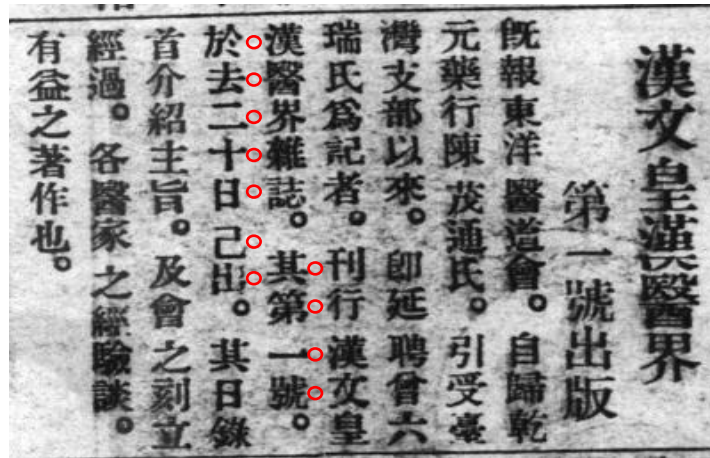 漢文皇漢醫界
第一號出版
既報東洋醫道會。自歸乾
元藥行陳茂通氏。引受臺
灣支部以來。卽延聘曾六
瑞氏爲記者。刊行漢文皇
漢醫界雜誌。其第一號。
於去二十日己出。其日錄
首介紹主旨。及會之刻立
經過。各醫家之經驗談。
有益之著作也。